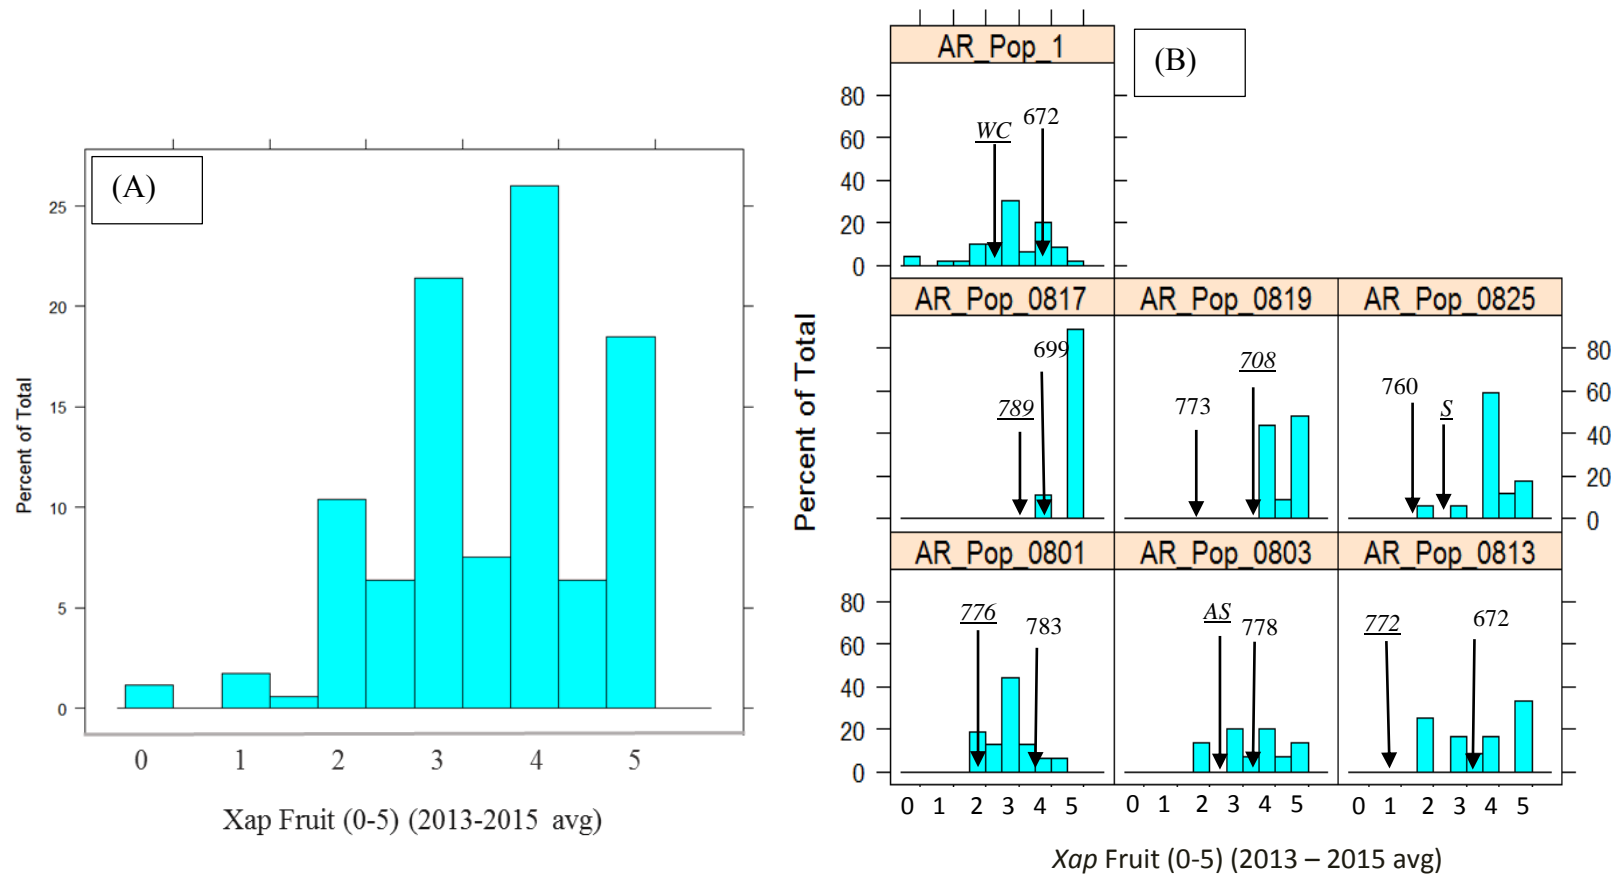 (A)
Percent of Total
25
20
15
10
5
0
0 1 2 3 4 5
Xap Fruit (0-5) (2013-2015 avg)
(B)
Percent of Total
AR_Pop_1
80
60
40
20
0
WC 672
AR_Pop_0817 AR_Pop_0819 AR_Pop_0825
789 699
773 708
760 S
80
60
40
20
0
AR_Pop_0801 AR_Pop_0803 AR_Pop_0813
80
60
40
20
0
776 783
AS 778
772 672
0 1 2 3 4 5 0 1 2 3 4 5 0 1 2 3 4 5
Xap Fruit (0-5) (2013 – 2015 avg)